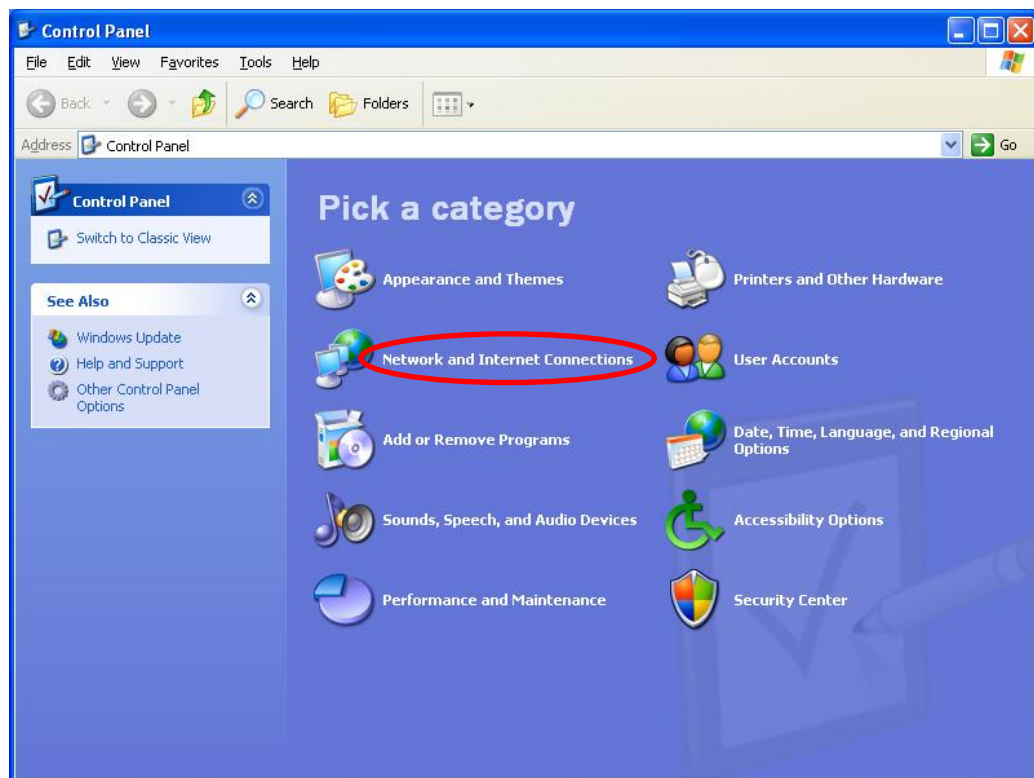 Control Panel
File Edit View Favorites Tools Help
Back Search Folders
Address Control Panel Go
Control Panel
Switch to Classic View
See Also
Windows Update
Help and Support
Other Control Panel
Options
Pick a category
Appearance and Themes
Printers and Other Hardware
Network and Internet Connections
User Accounts
Add or Remove Programs
Date, Time, Language, and Regional
Options
Sounds, Speech, and Audio Devices
Accessibility Options
Performance and Maintenance
Security Center